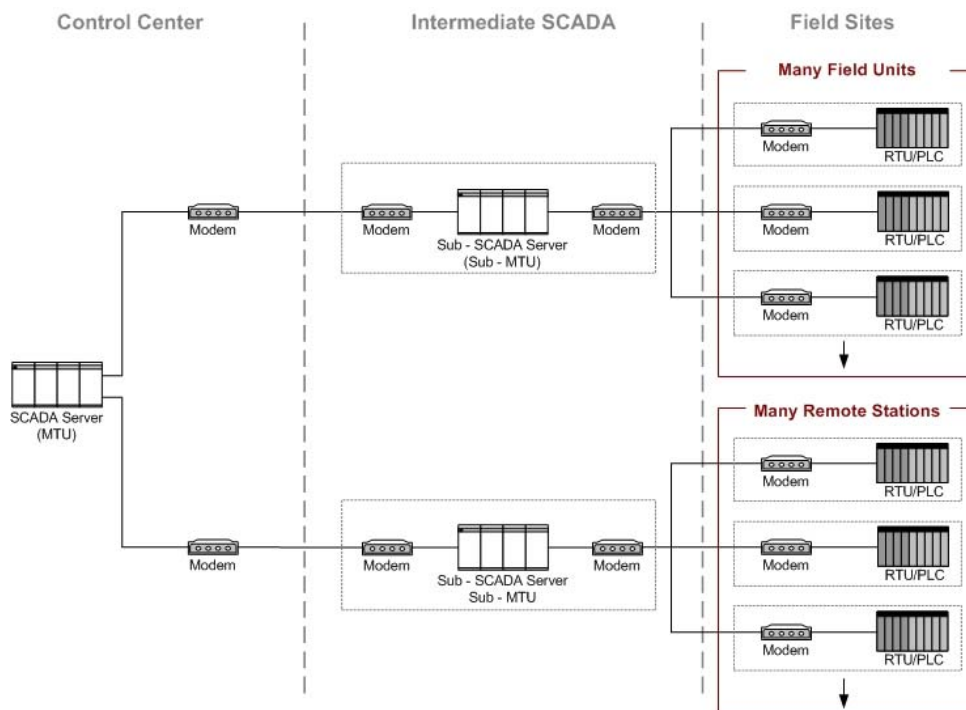 Control Center
Intermediate SCADA
Field Sites
Many Field Units
Modem
RTU/PLC
Modem
Modem
Sub - SCADA Server
(Sub - MTU)
Modem
Modem
RTU/PLC
Modem
RTU/PLC
SCADA Server
(MTU)
Many Remote Stations
Modem
RTU/PLC
Modem
Modem
Sub - SCADA Server
Sub - MTU
Modem
Modem
RTU/PLC
Modem
RTU/PLC